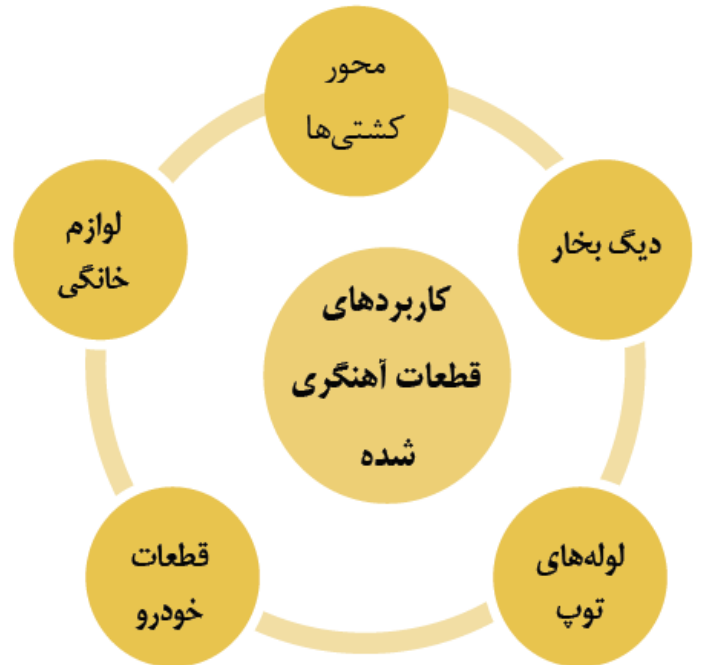 محور
کشتی‌ها
دیگ بخار
لوازم
خانگی
کاربردهای
قطعات آهنگری
شده
لوله‌های
توپ
قطعات
خودرو